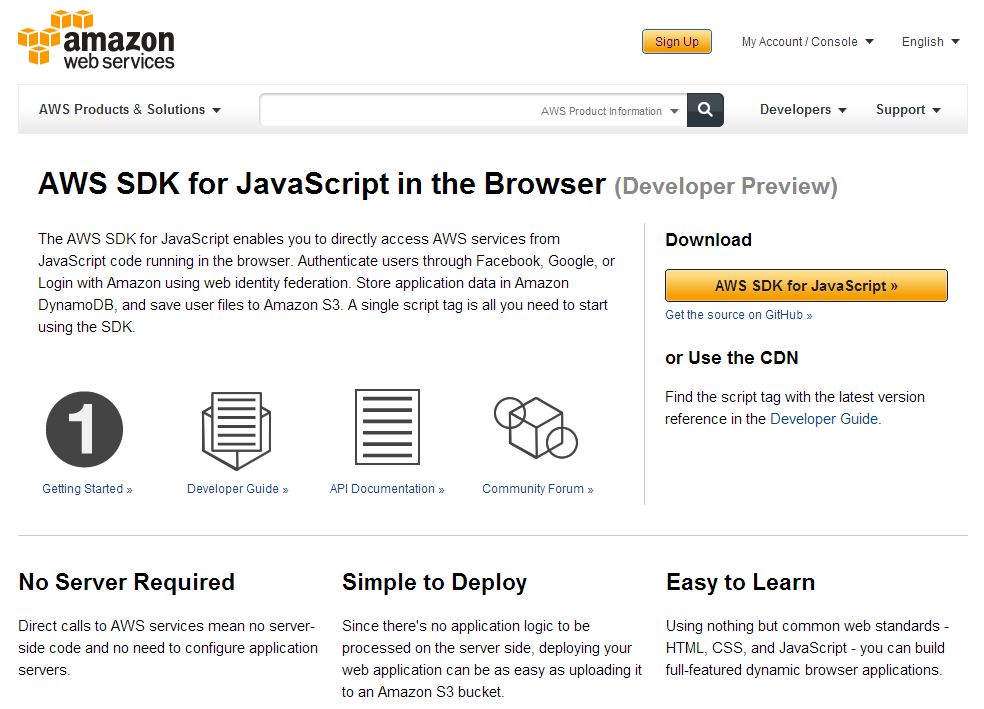 amazon
web services
Sign Up
My Account / Console
English
AWS Products & Solutions
AWS Product Information
Developers
Support
AWS SDK for JavaScript in the Browser (Developer Preview)
The AWS SDK for JavaScript enables you to directly access AWS services from
JavaScript code running in the browser. Authenticate users through Facebook, Google, or
Login with Amazon using web identity federation. Store application data in Amazon
DynamoDB, and save user files to Amazon S3. A single script tag is all you need to start
using the SDK.
1
Getting Started »
Developer Guide »
API Documentation »
Community Forum »
Download
AWS SDK for JavaScript »
Get the source on GitHub »
or Use the CDN
Find the script tag with the latest version
reference in the Developer Guide.
No Server Required
Direct calls to AWS services mean no server-
side code and no need to configure application
servers.
Simple to Deploy
Since there's no application logic to be
processed on the server side, deploying your
web application can be as easy as uploading it
to an Amazon S3 bucket.
Easy to Learn
Using nothing but common web standards -
HTML, CSS, and JavaScript - you can build
full-featured dynamic browser applications.